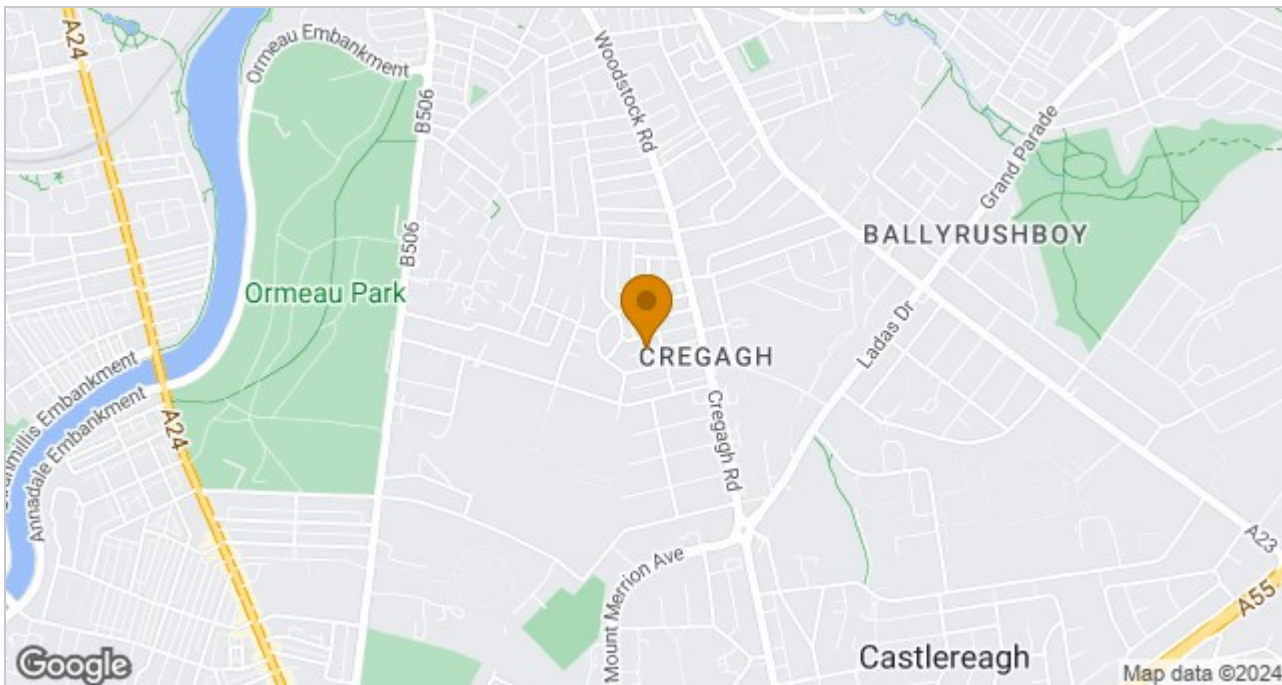 A24
Ormeau Embankment
B506
Woodstock Rd
Grand Parade
BALLYRUSHBOY
B506
Ormeau Park
Ladas Dr
CREGAGH
Embankment
Annadale Embankment
A24
Cregagh Rd
A23
Mount Merrion Ave
A55
Castlereagh
Google
Map data ©2024